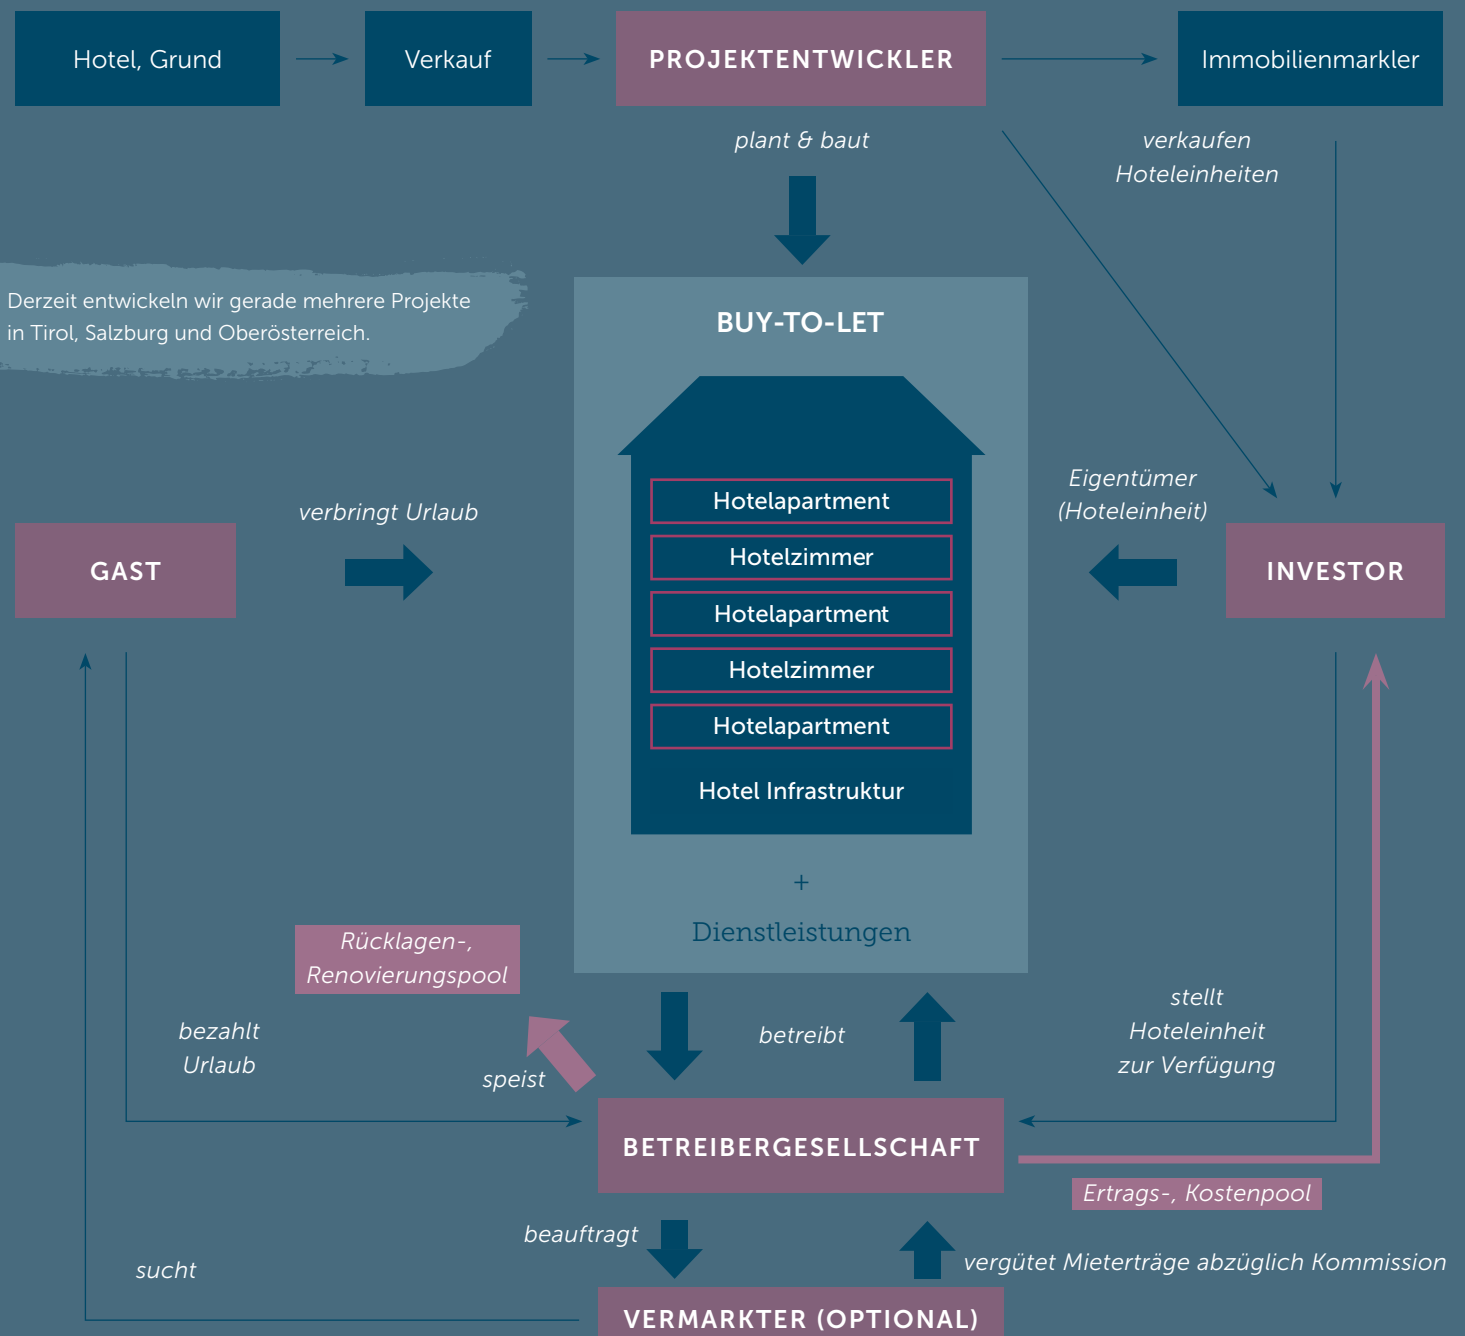 Hotel, Grund
Verkauf
PROJEKTENTWICKLER
Immobilienmarkler
plant & baut
verkaufen
Hoteleinheiten
Derzeit entwickeln wir gerade mehrere Projekte
in Tirol, Salzburg und Oberösterreich.
BUY-TO-LET
Hotelapartment
Hotelzimmer
Hotelapartment
Hotelzimmer
Hotelapartment
Hotel Infrastruktur
+
Dienstleistungen
verbringt Urlaub
GAST
Eigentümer
(Hoteleinheit)
INVESTOR
Rücklagen-,
Renovierungspool
bezahlt
Urlaub
speist
betreibt
stellt
Hoteleinheit
zur Verfügung
BETREIBERGESELLSCHAFT
Ertrags-, Kostenpool
beauftragt
vergütet Mieterträge abzüglich Kommission
sucht
VERMARKTER (OPTIONAL)